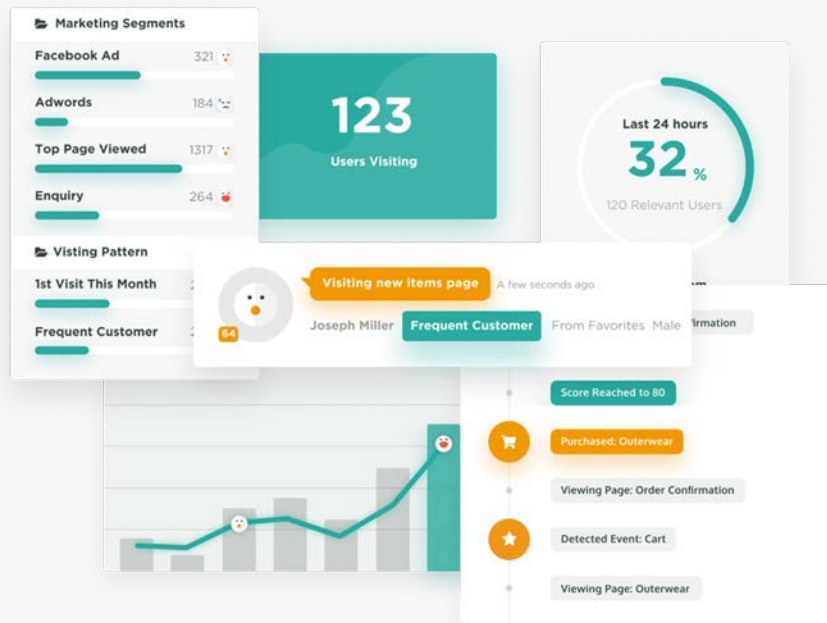 Marketing Segments
Facebook Ad 321
Adwords 184
Top Page Viewed 1317
Enquiry 264
Visting Pattern
1st Visit This Month
Frequent Customer
123
Users Visiting
Last 24 hours
32 %
120 Relevant Users
Visiting new items page A few seconds ago
64
Joseph Miller Frequent Customer From Favorites Male
Score Reached to 80
Purchased: Outerwear
Viewing Page: Order Confirmation
Detected Event: Cart
Viewing Page: Outerwear